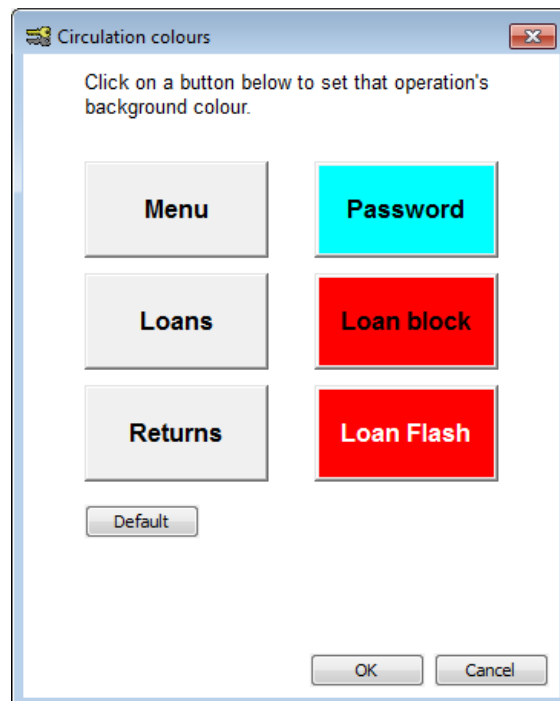 Circulation colours
Click on a button below to set that operation's
background colour.
Menu
Password
Loans
Loan block
Returns
Loan Flash
Default
OK
Cancel